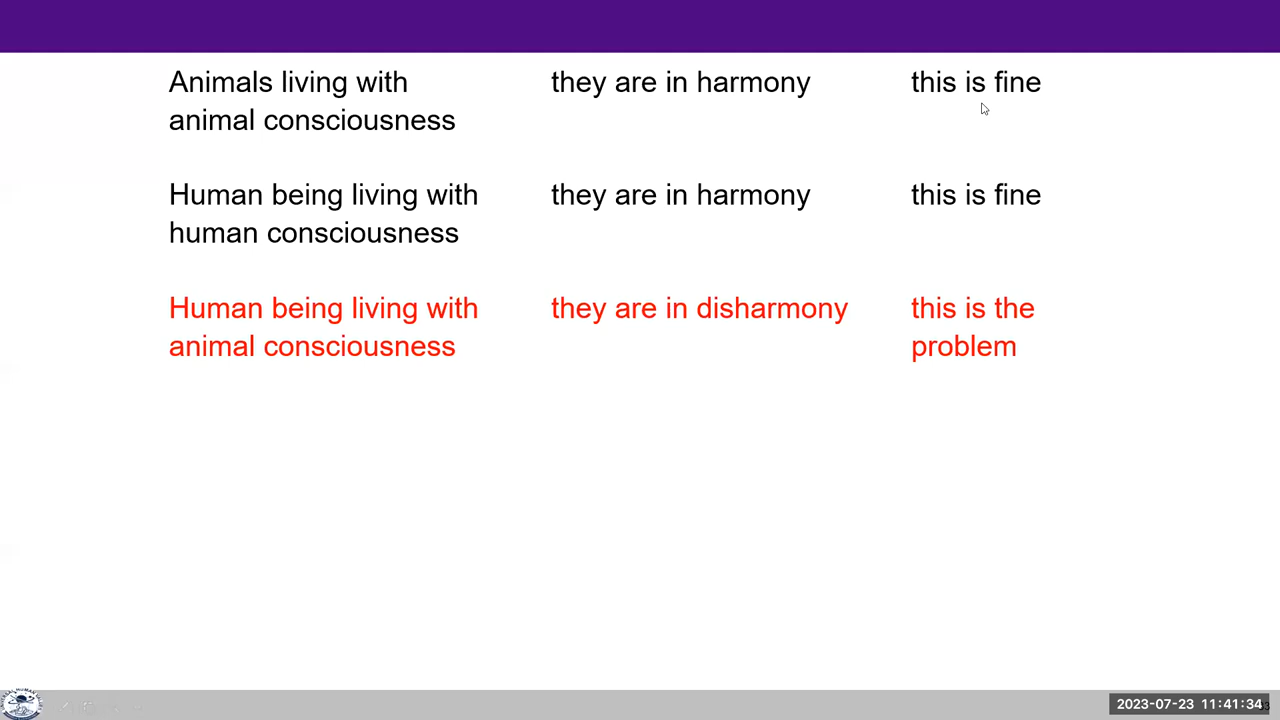 Animals living with they are in harmony this is fine
animal consciousness
Human being living with they are in harmony this is fine
human consciousness
Human being living with they are in disharmony this is the
animal consciousness problem
2023-07-23 11:41:34